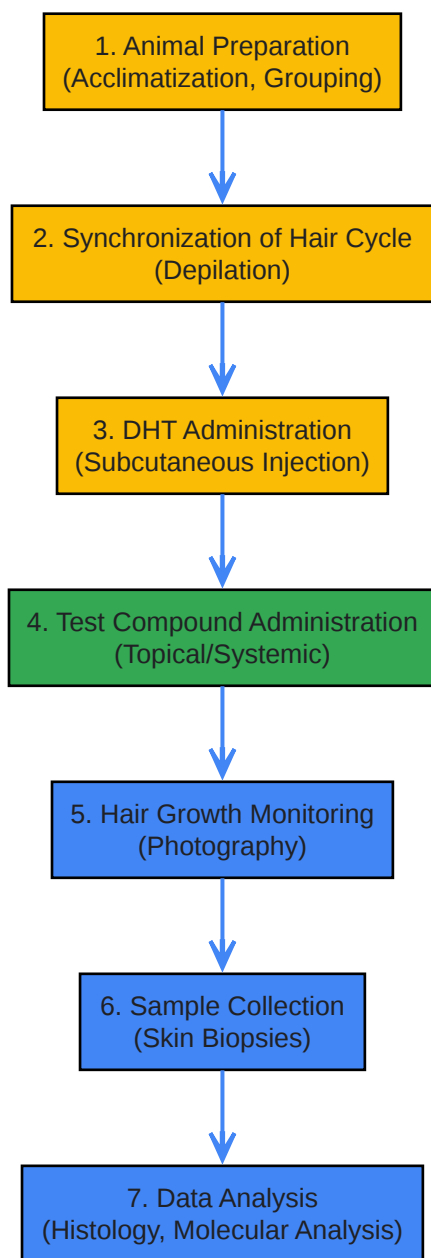 1. Animal Preparation
(Acclimatization, Grouping)
2. Synchronization of Hair Cycle
(Depilation)
3. DHT Administration
(Subcutaneous Injection)
4. Test Compound Administration
(Topical/Systemic)
5. Hair Growth Monitoring
(Photography)
6. Sample Collection
(Skin Biopsies)
7. Data Analysis
(Histology, Molecular Analysis)